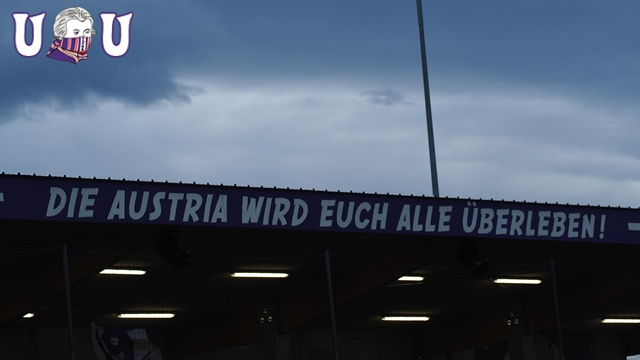 U U
DIE AUSTRIA WIRD EUCH ALLE ÜBERLEBEN!